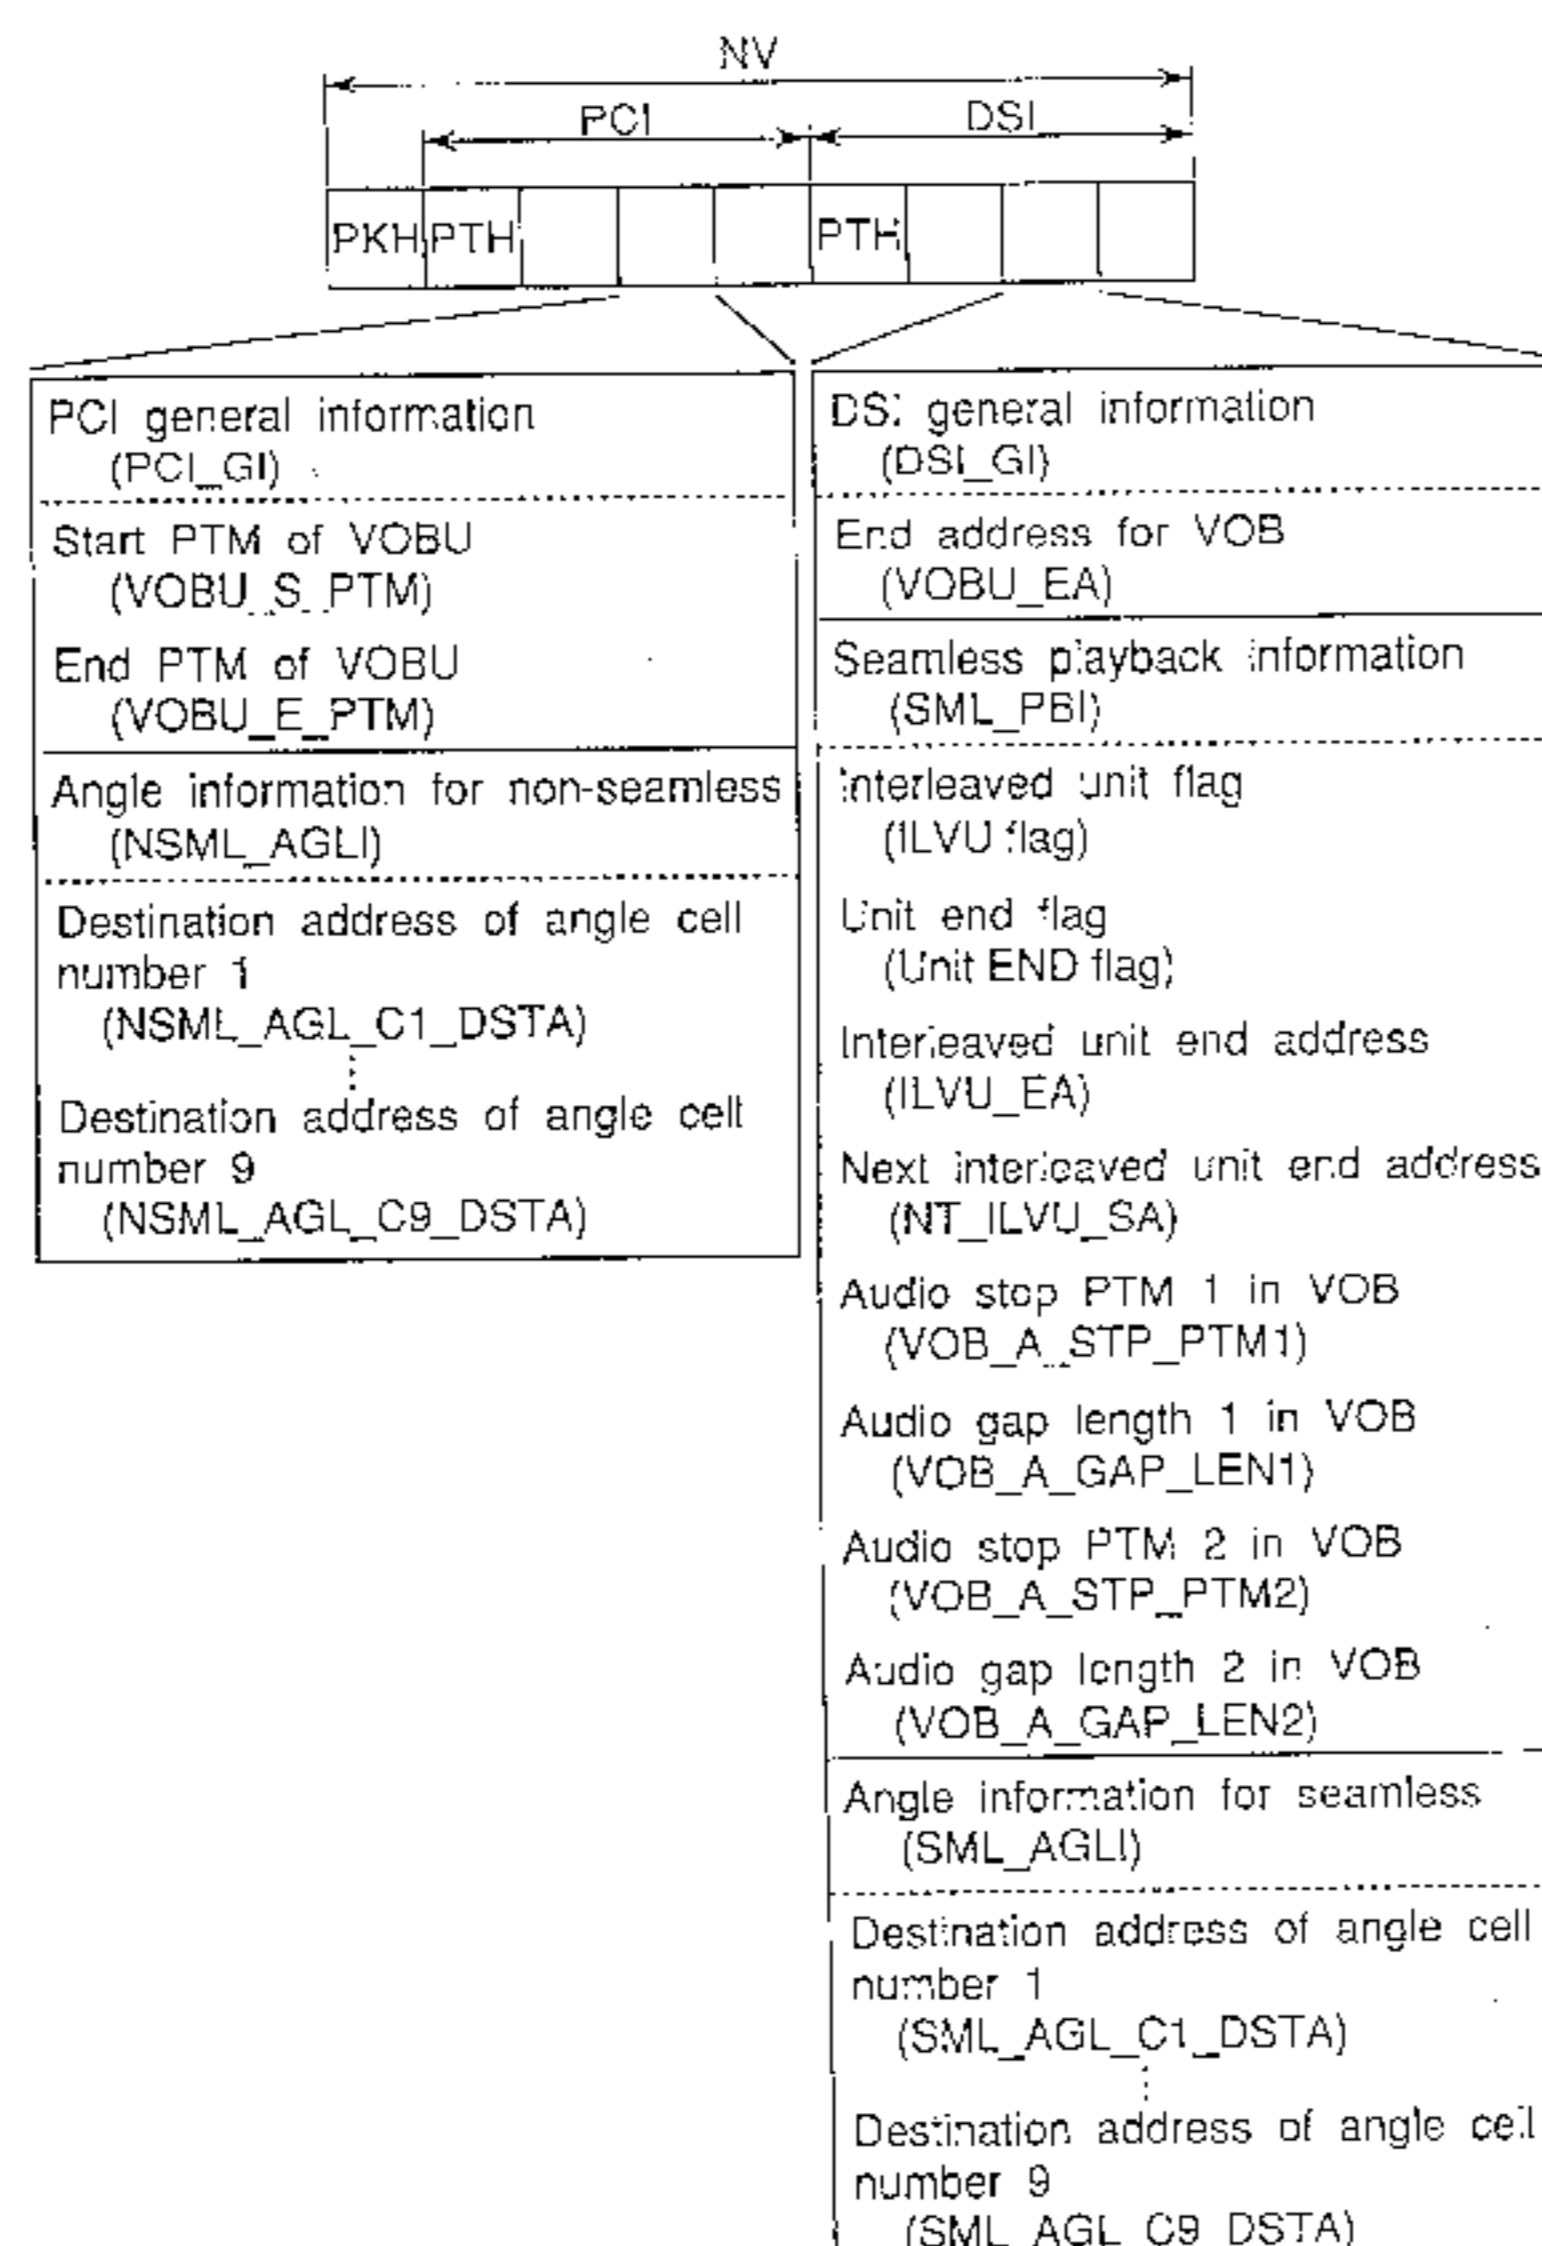 NV
PCI
DSI
PKH
PTH
PTH
PCI general information
(PCI_GI)
Start PTM of VOBU
(VOBU_S_PTM)
End PTM of VOBU
(VOBU_E_PTM)
Angle information for non-seamless
(NSML_AGLI)
Destination address of angle cell
number 1
(NSML_AGL_C1_DSTA)
Destination address of angle cell
number 9
(NSML_AGL_C9_DSTA)
DSI general information
(DSI_GI)
End address for VOB
(VOBU_EA)
Seamless playback information
(SML_PBI)
Interleaved unit flag
(ILVU flag)
Unit end flag
(Unit END flag)
Interleaved unit end address
(ILVU_EA)
Next interleaved unit end address
(NT_ILVU_SA)
Audio stop PTM 1 in VOB
(VOB_A_STP_PTM1)
Audio gap length 1 in VOB
(VOB_A_GAP_LEN1)
Audio stop PTM 2 in VOB
(VOB_A_STP_PTM2)
Audio gap length 2 in VOB
(VOB_A_GAP_LEN2)
Angle information for seamless
(SML_AGLI)
Destination address of angle cell
number 1
(SML_AGL_C1_DSTA)
Destination address of angle cell
number 9
(SML_AGL_C9_DSTA)